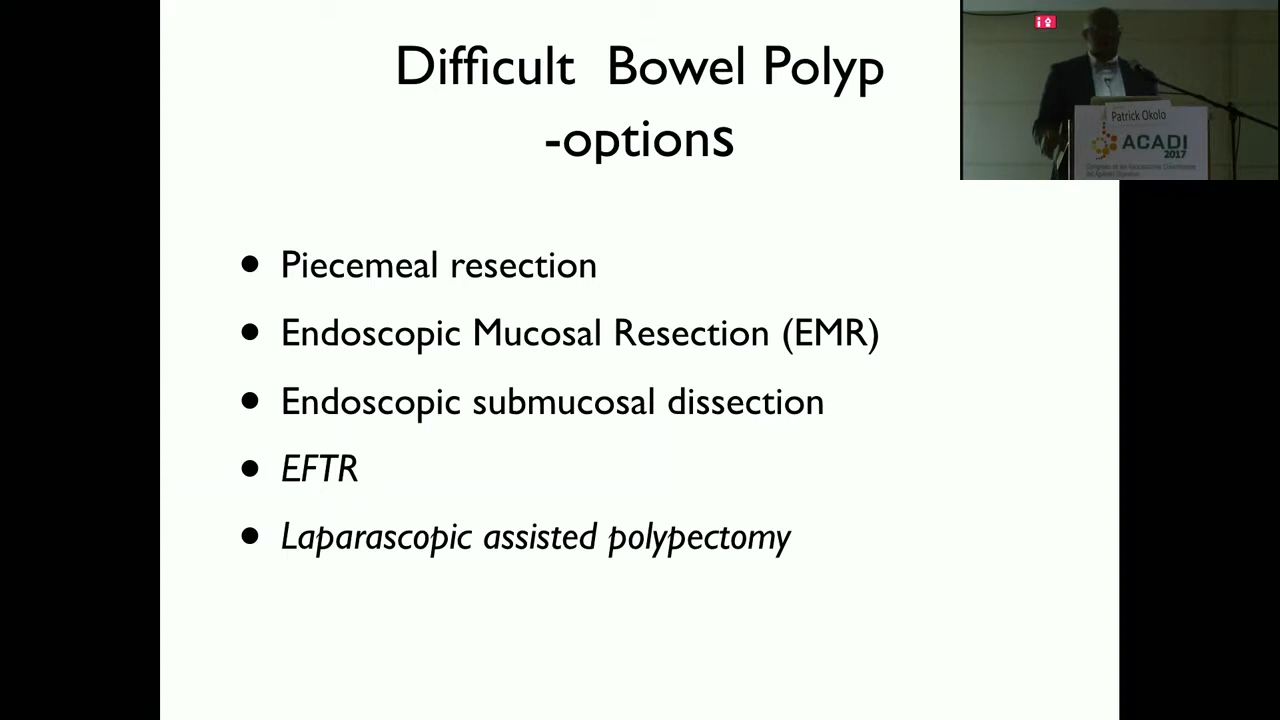 Difficult Bowel Polyp
-options
• Piecemeal resection
• Endoscopic Mucosal Resection (EMR)
• Endoscopic submucosal dissection
• EFTR
• Laparascopic assisted polypectomy
Patrick Okolo
ACADI
2017